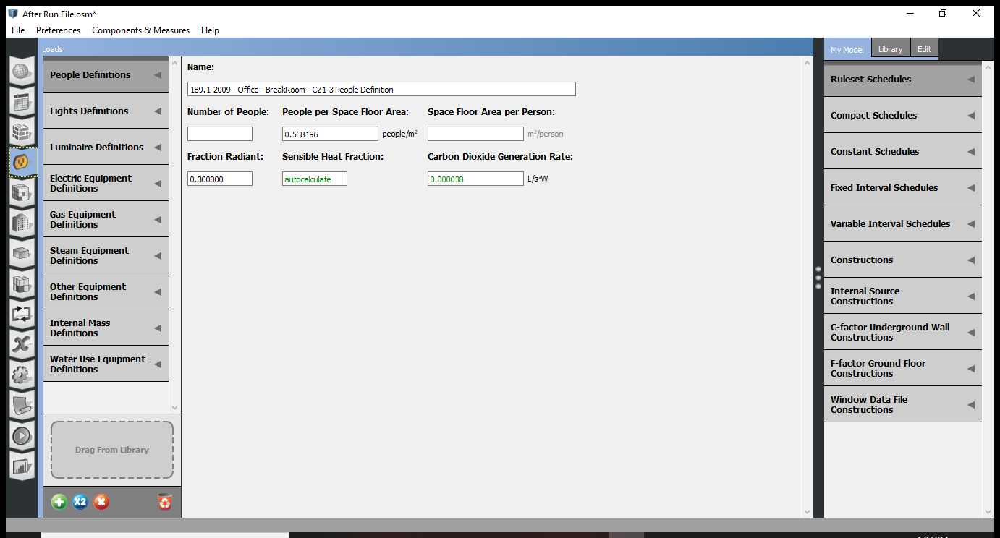 After Run File.osm*
File Preferences Components & Measures Help
Loads
People Definitions
Lights Definitions
Luminaire Definitions
Electric Equipment
Definitions
Gas Equipment
Definitions
Steam Equipment
Definitions
Other Equipment
Definitions
Internal Mass
Definitions
Water Use Equipment
Definitions
Drag From Library
X2
Name:
189.1-2009 - Office - BreakRoom - CZ1-3 People Definition
Number of People: People per Space Floor Area: Space Floor Area per Person:
0.538196 people/m² m²/person
Fraction Radiant: Sensible Heat Fraction: Carbon Dioxide Generation Rate:
0.300000 autocalculate 0.000038 L/s·W
My Model Library Edit
Ruleset Schedules
Compact Schedules
Constant Schedules
Fixed Interval Schedules
Variable Interval Schedules
Constructions
Internal Source
Constructions
C-factor Underground Wall
Constructions
F-factor Ground Floor
Constructions
Window Data File
Constructions